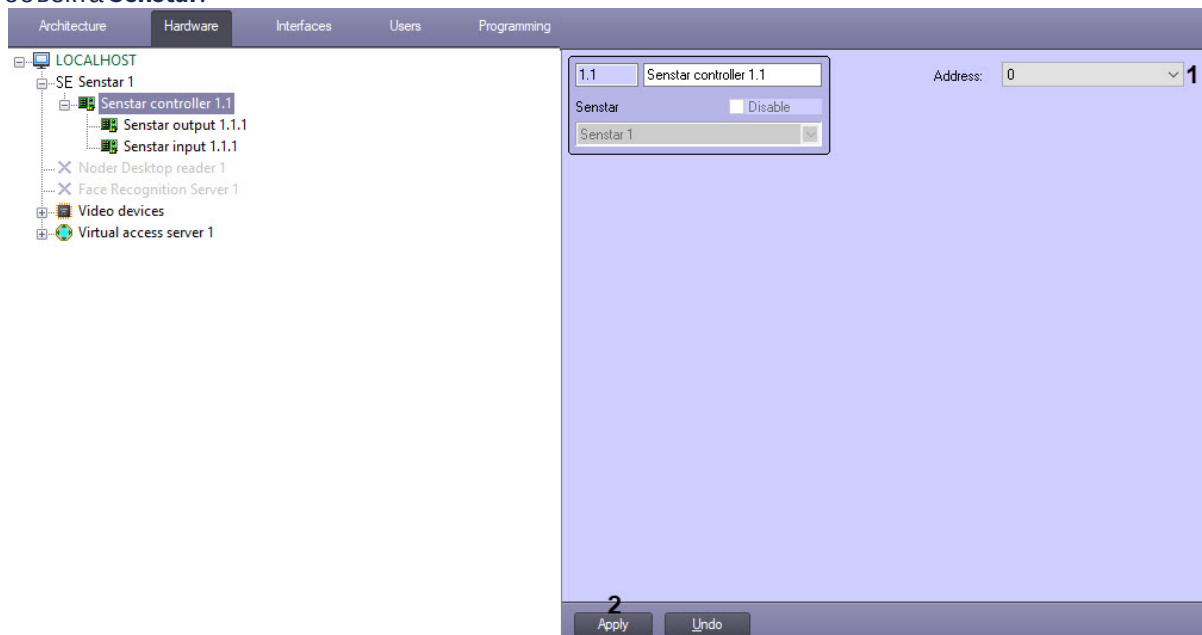 объекта Senstar.
Architecture Hardware Interfaces Users Programming
LOCALHOST
SE Senstar 1
Senstar controller 1.1
Senstar output 1.1.1
Senstar input 1.1.1
Noder Desktop reader 1
Face Recognition Server 1
Video devices
Virtual access server 1
1.1 Senstar controller 1.1
Senstar Disable
Senstar 1
Address: 0 1
2
Apply Undo